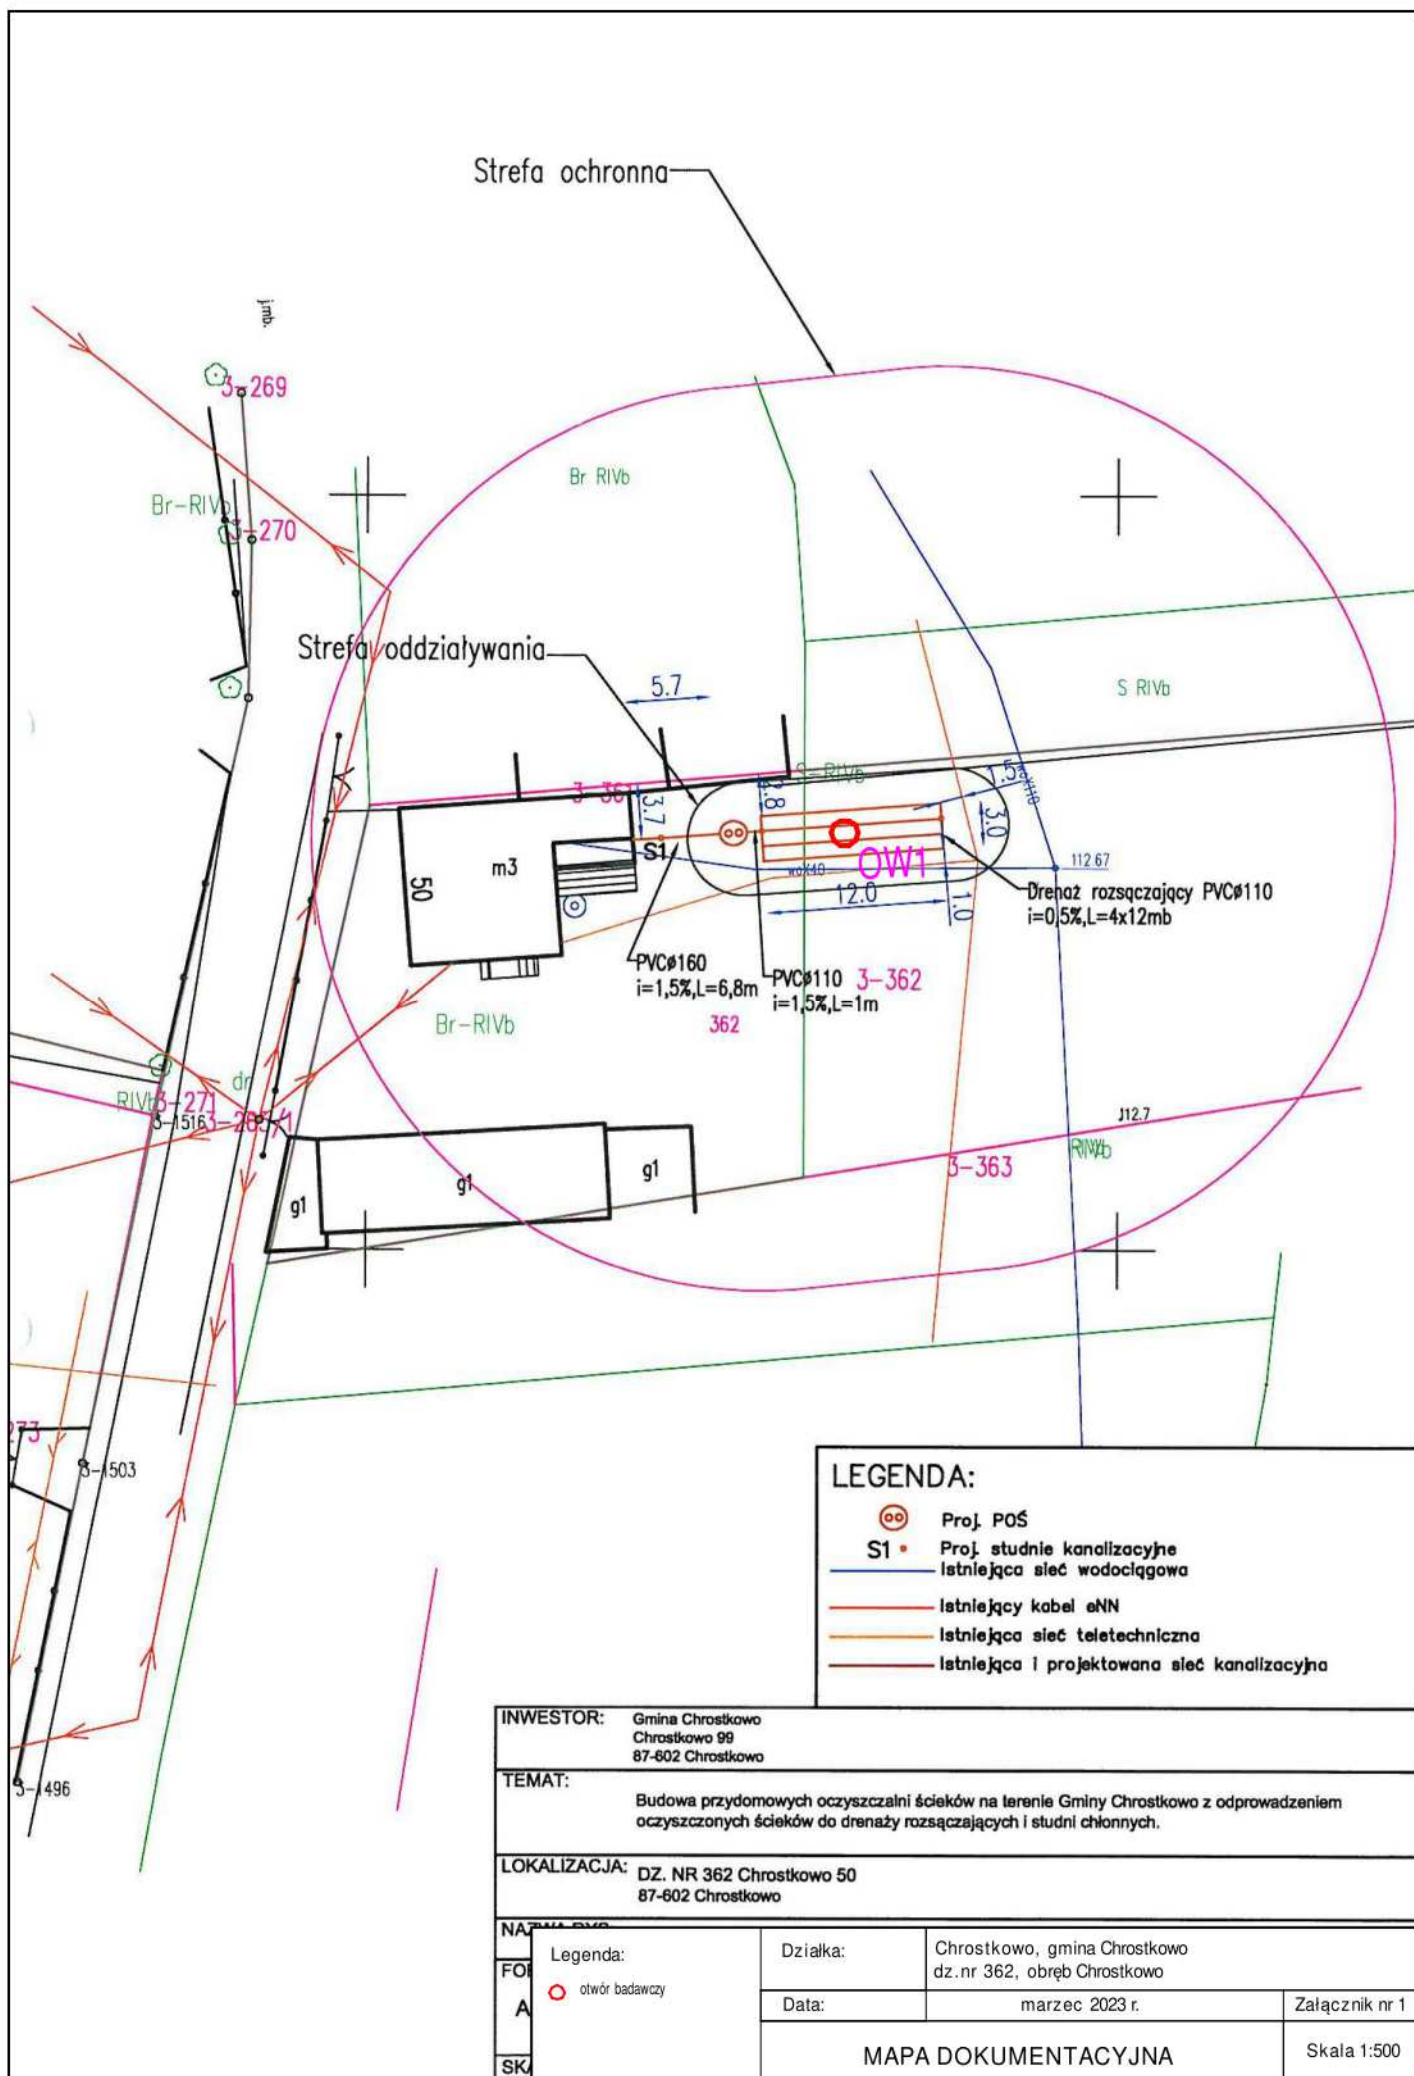 Strefa ochronna
jmb.
3-269
Br-RIVb
3-270
Br RIVb
Strefa oddziaływania
5.7
S RIVb
S-RIVb
3-361
3.7
1.5
3.0
woX110
S1
m3
50
OW1
woX40
12.0
1.0
112.67
Drenaż rozsączający PVCø110
i=0,5%,L=4x12mb
PVCø160
i=1,5%,L=6,8m
PVCø110
i=1,5%,L=1m
3-362
362
Br-RIVb
dr
RIVb
3-271
3-1516
J12.7
3-363
g1
g1
g1
273
3-1503
3-1496
LEGENDA:
Proj. POŚ
S1 Proj. studnie kanalizacyjne
Istniejąca sieć wodociągowa
Istniejący kabel eNN
Istniejąca sieć teletechniczna
Istniejąca i projektowana sieć kanalizacyjna
INWESTOR: Gmina Chrostkowo
Chrostkowo 99
87-602 Chrostkowo
TEMAT:
Budowa przydomowych oczyszczalni ścieków na terenie Gminy Chrostkowo z odprowadzeniem
oczyszczonych ścieków do drenaży rozsączających i studni chłonnych.
LOKALIZACJA: DZ. NR 362 Chrostkowo 50
87-602 Chrostkowo
Legenda:
otwór badawczy
Działka: Chrostkowo, gmina Chrostkowo
dz.nr 362, obręb Chrostkowo
Data: marzec 2023 r. Załącznik nr 1
MAPA DOKUMENTACYJNA Skala 1:500